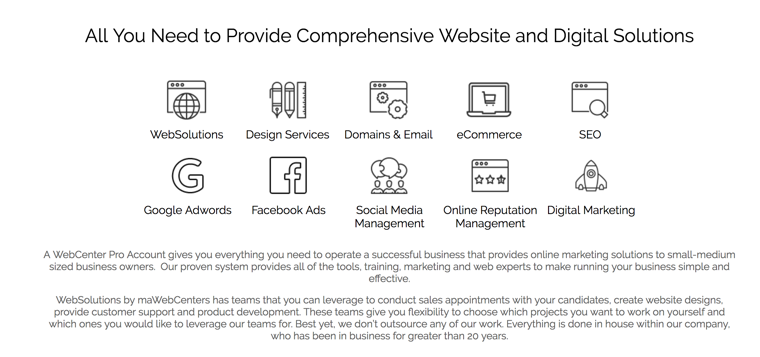 All You Need to Provide Comprehensive Website and Digital Solutions
WebSolutions
Design Services
Domains & Email
eCommerce
SEO
Google Adwords
Facebook Ads
Social Media
Management
Online Reputation
Management
Digital Marketing
A WebCenter Pro Account gives you everything you need to operate a successful business that provides online marketing solutions to small-medium
sized business owners. Our proven system provides all of the tools, training, marketing and web experts to make running your business simple and
effective.
WebSolutions by maWebCenters has teams that you can leverage to conduct sales appointments with your candidates, create website designs,
provide customer support and product development. These teams give you flexibility to choose which projects you want to work on yourself and
which ones you would like to leverage our teams for. Best yet, we don't outsource any of our work. Everything is done in house within our company,
who has been in business for greater than 20 years.